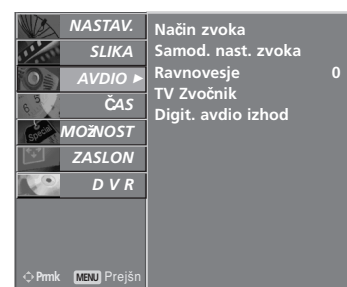 NASTAV.
SLIKA
AVDIO ►
ČAS
Special
MOŽNOST
ZASLON
D V R
Način zvoka
Samod. nast. zvoka
Ravnovesje 0
TV Zvočnik
Digit. avdio izhod
Prmk MENU Prejšn